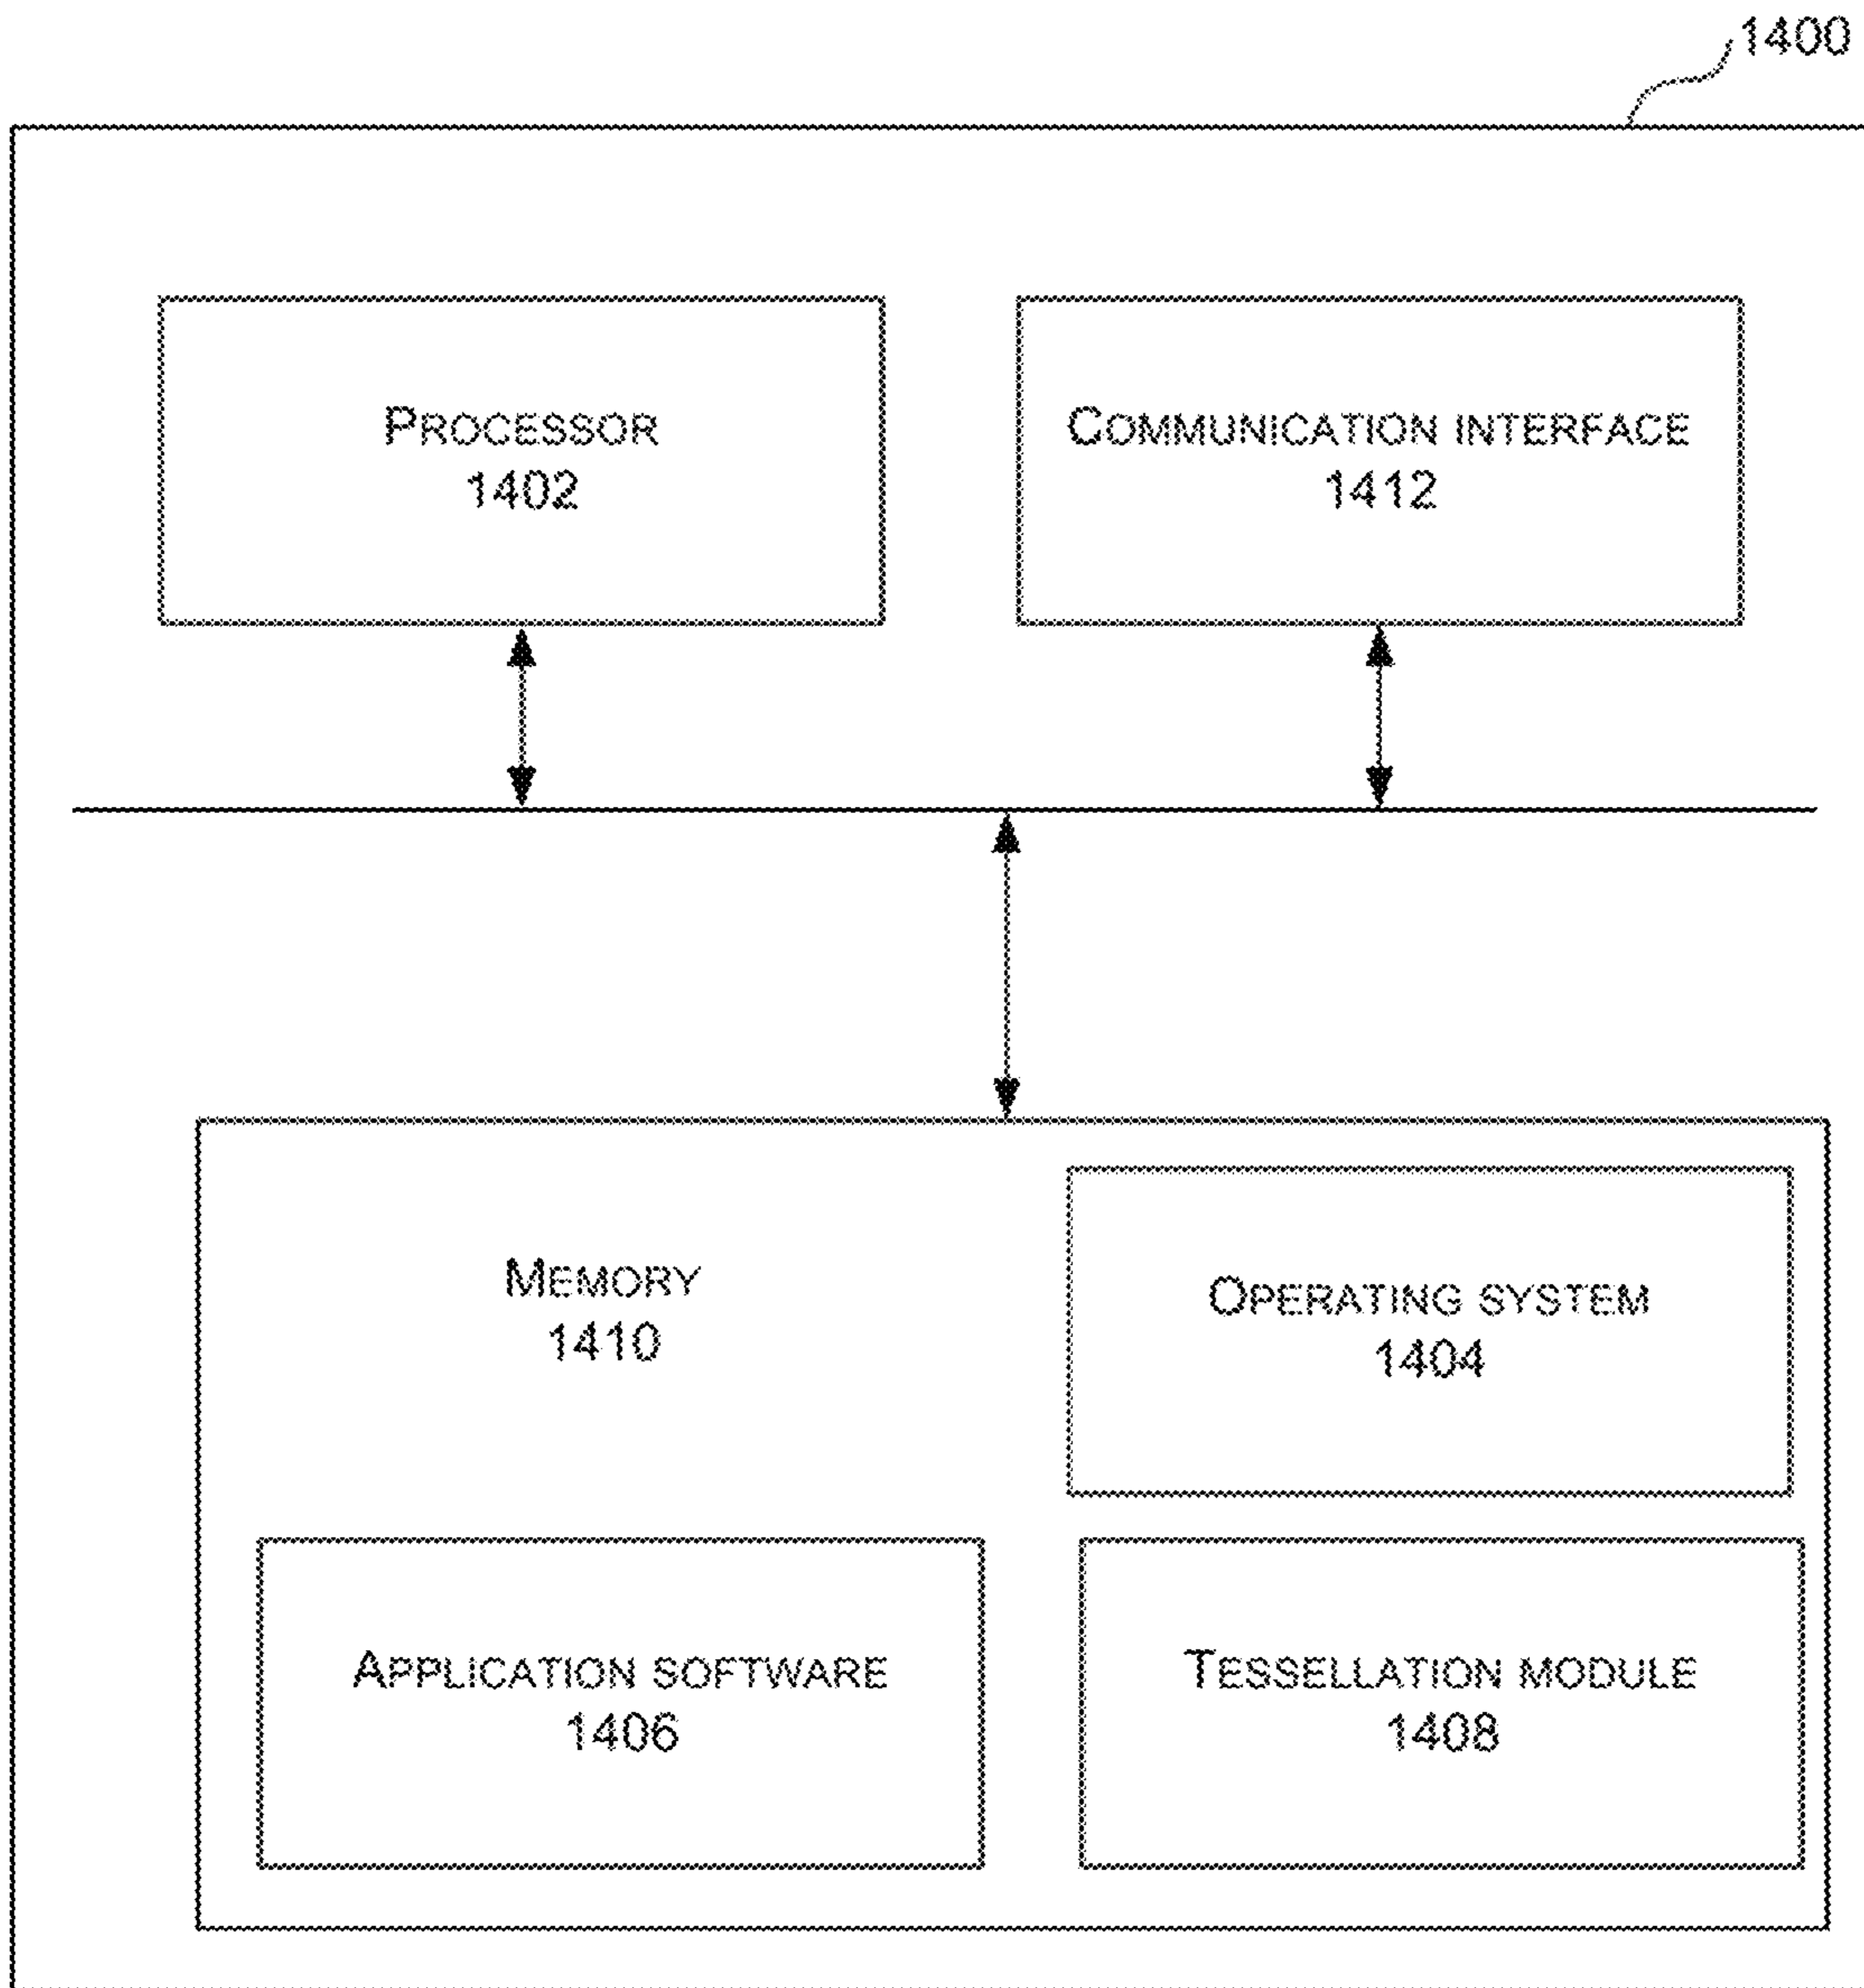 1400
PROCESSOR
1402
COMMUNICATION INTERFACE
1412
MEMORY
1410
OPERATING SYSTEM
1404
APPLICATION SOFTWARE
1406
TESSELLATION MODULE
1408